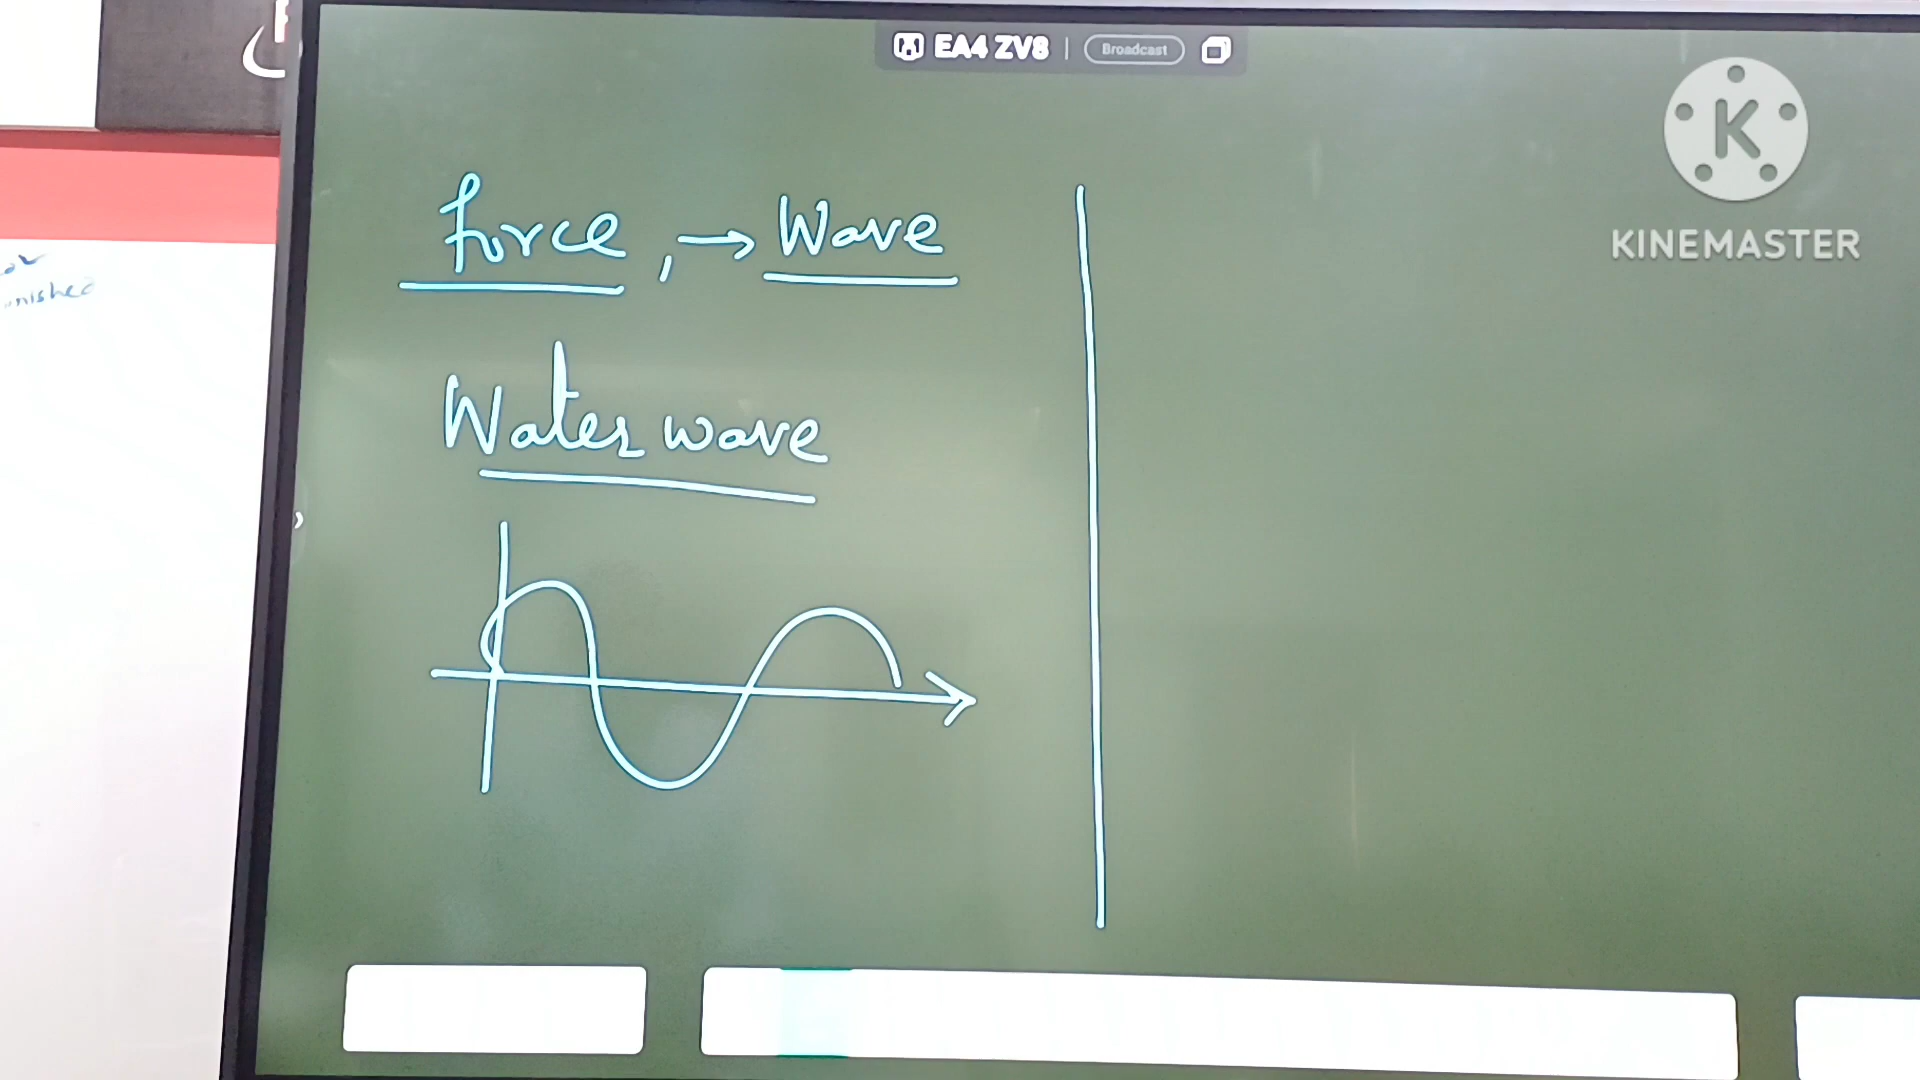 EA4 ZV8 | Broadcast
K
KINEMASTER
Force, → Wave
Water wave